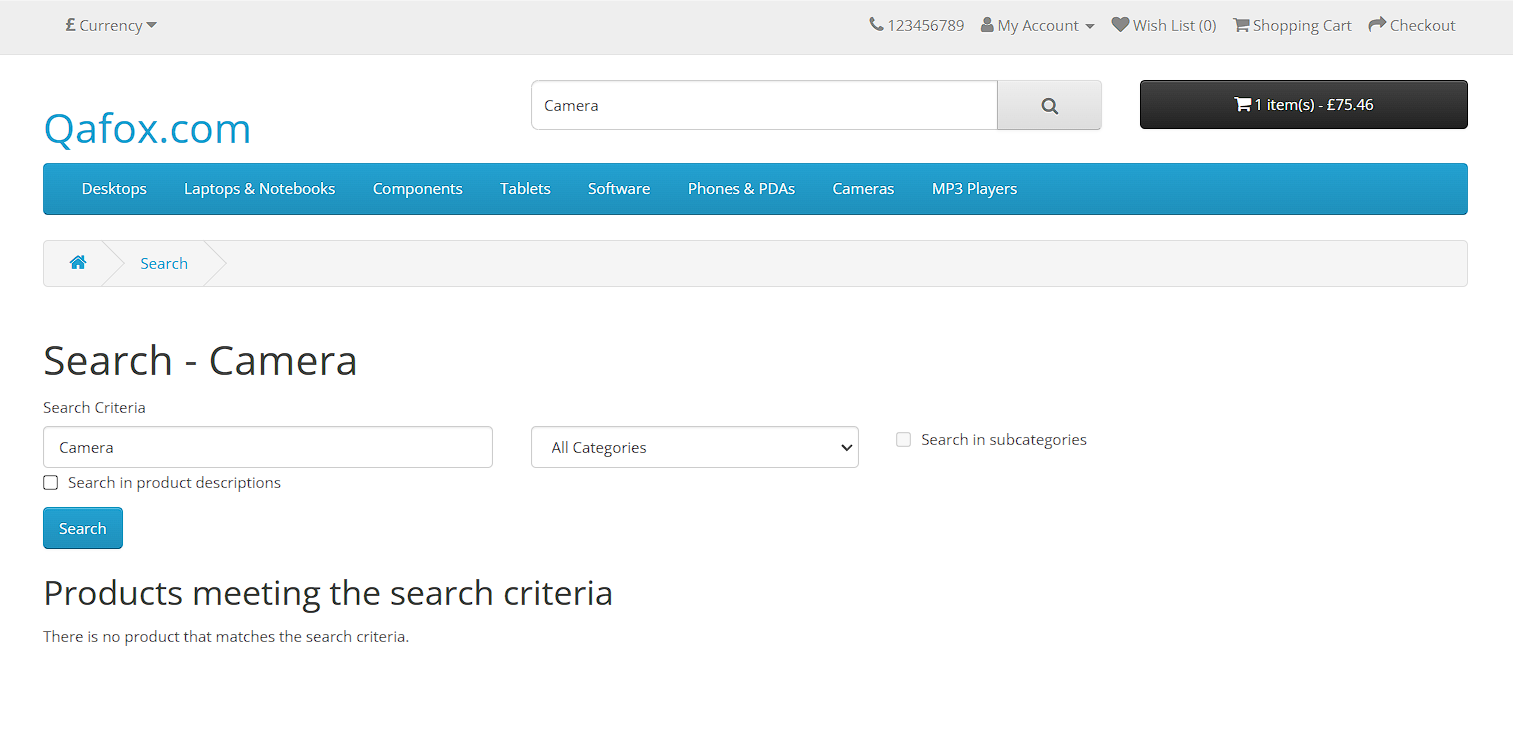 £ Currency
123456789 My Account Wish List (0) Shopping Cart Checkout
Qafox.com
Camera
1 item(s) - £75.46
Desktops Laptops & Notebooks Components Tablets Software Phones & PDAs Cameras MP3 Players
Search
Search - Camera
Search Criteria
Camera All Categories Search in subcategories
Search in product descriptions
Search
Products meeting the search criteria
There is no product that matches the search criteria.